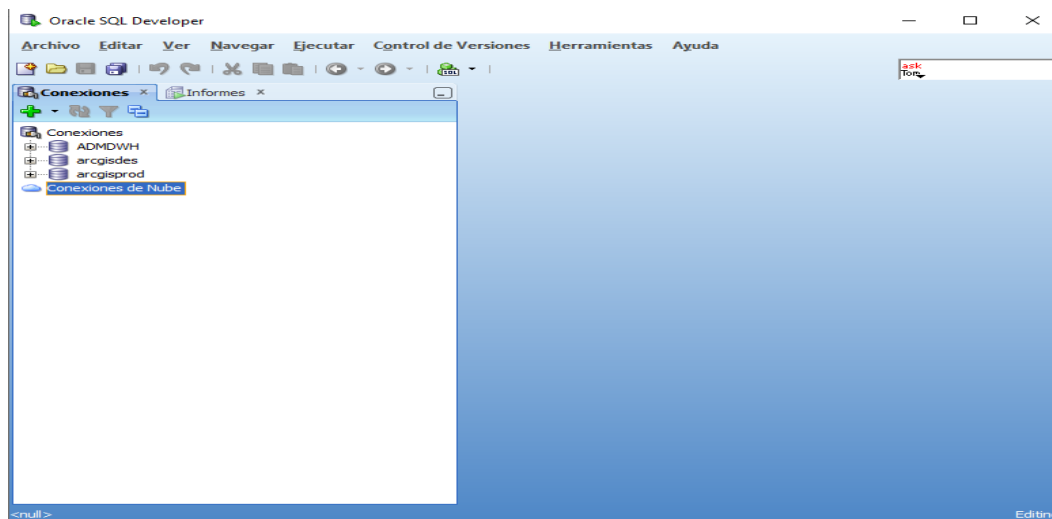 Oracle SQL Developer
Archivo Editar Ver Navegar Ejecutar Control de Versiones Herramientas Ayuda
SQL
ask
Tom
Conexiones Informes
Conexiones
ADMDWH
arcgisdes
arcgisprod
Conexiones de Nube
<null> Editin